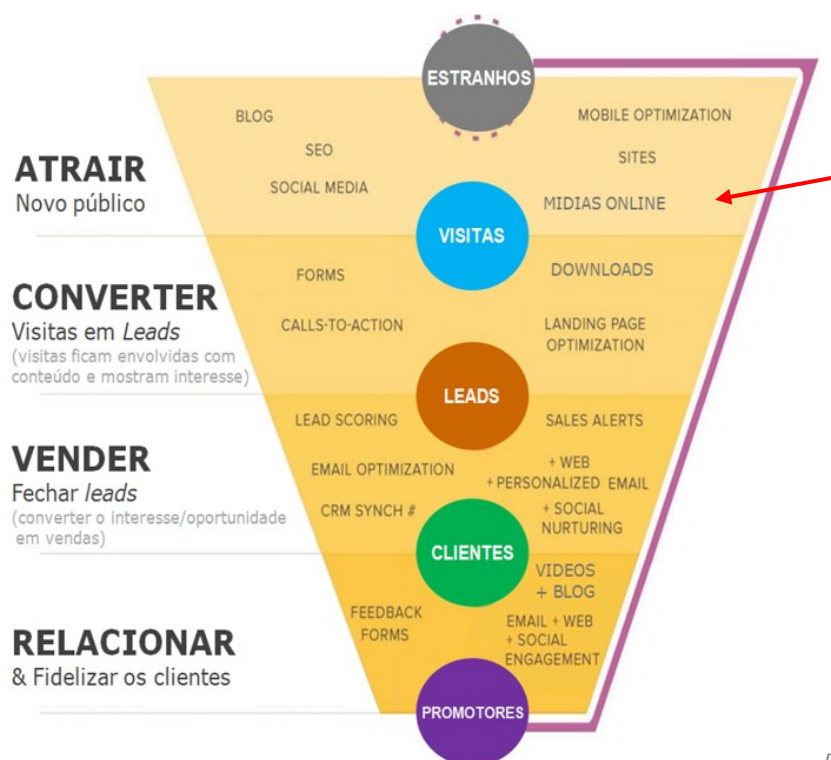 ESTRANHOS
ATRAIR
Novo público
BLOG
SEO
SOCIAL MEDIA
MOBILE OPTIMIZATION
SITES
MIDIAS ONLINE
VISITAS
CONVERTER
Visitas em Leads
(visitas ficam envolvidas com
conteúdo e mostram interesse)
FORMS
CALLS-TO-ACTION
DOWNLOADS
LANDING PAGE
OPTIMIZATION
LEADS
VENDER
Fechar leads
(converter o interesse/oportunidade
em vendas)
LEAD SCORING
EMAIL OPTIMIZATION
CRM SYNCH #
SALES ALERTS
+ WEB
+ PERSONALIZED EMAIL
+ SOCIAL
NURTURING
CLIENTES
RELACIONAR
& Fidelizar os clientes
FEEDBACK
FORMS
VIDEOS
+ BLOG
EMAIL + WEB
+ SOCIAL
ENGAGEMENT
PROMOTORES